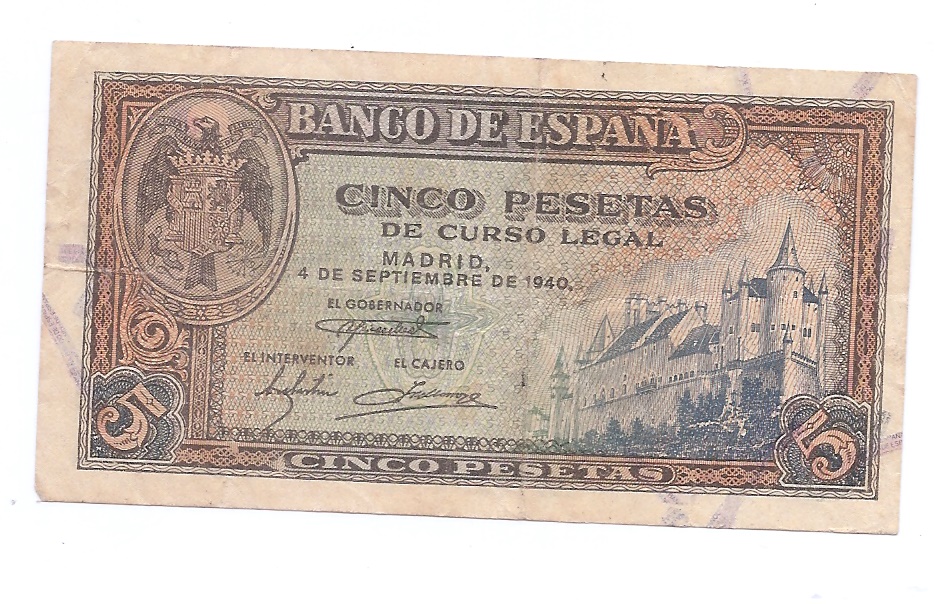 BANCO DE ESPAÑA
CINCO PESETAS
DE CURSO LEGAL
MADRID,
4 DE SEPTIEMBRE DE 1940.
EL GOBERNADOR
EL INTERVENTOR EL CAJERO
5 5
CINCO PESETAS